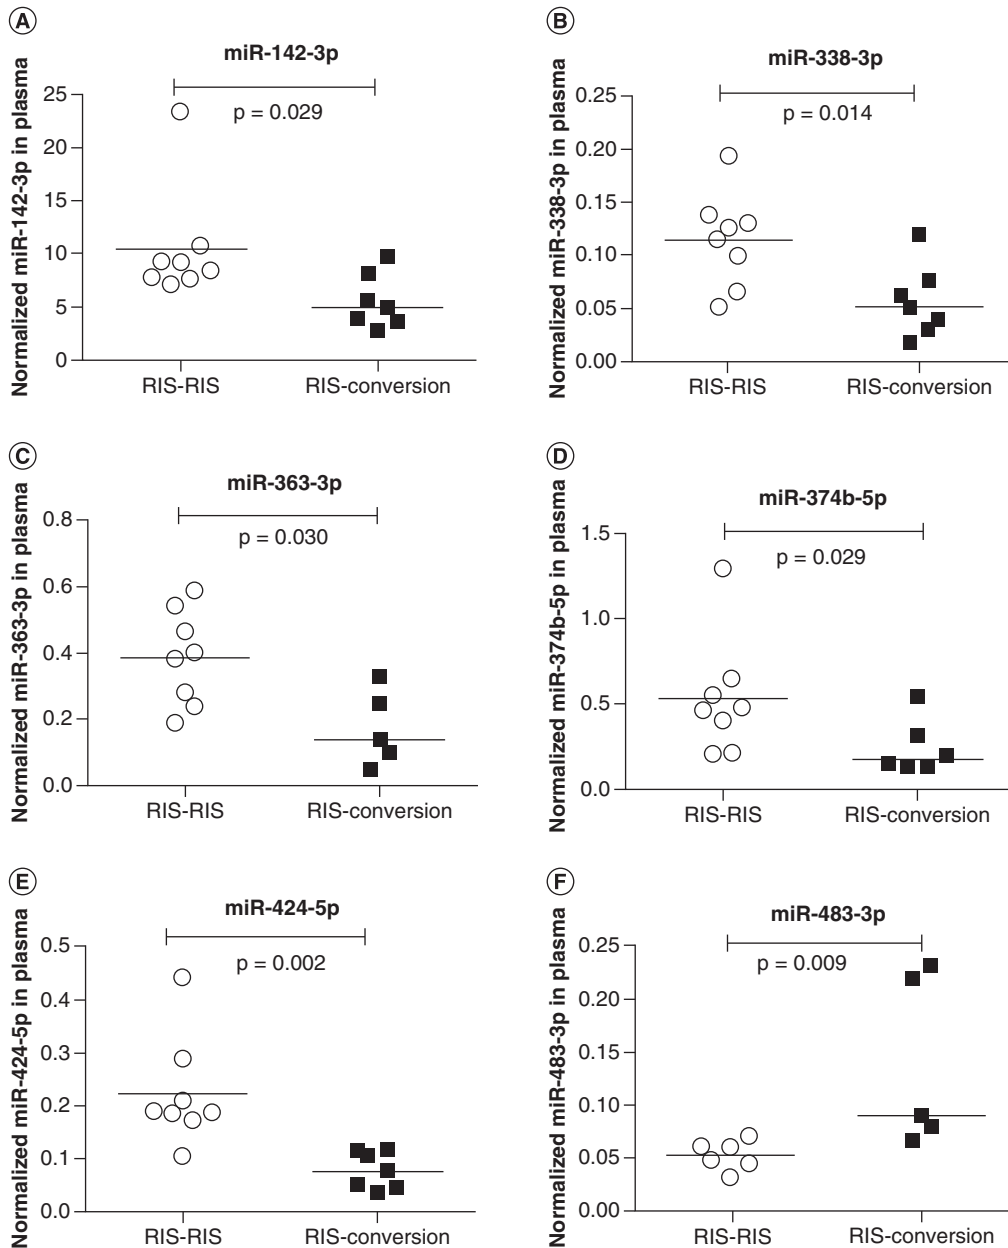 A
miR-142-3p
p = 0.029
Normalized miR-142-3p in plasma
25
20
15
10
5
0
RIS-RIS
RIS-conversion
B
miR-338-3p
p = 0.014
Normalized miR-338-3p in plasma
0.25
0.20
0.15
0.10
0.05
0.00
RIS-RIS
RIS-conversion
C
miR-363-3p
p = 0.030
Normalized miR-363-3p in plasma
0.8
0.6
0.4
0.2
0.0
RIS-RIS
RIS-conversion
D
miR-374b-5p
p = 0.029
Normalized miR-374b-5p in plasma
1.5
1.0
0.5
0.0
RIS-RIS
RIS-conversion
E
miR-424-5p
p = 0.002
Normalized miR-424-5p in plasma
0.5
0.4
0.3
0.2
0.1
0.0
RIS-RIS
RIS-conversion
F
miR-483-3p
p = 0.009
Normalized miR-483-3p in plasma
0.25
0.20
0.15
0.10
0.05
0.00
RIS-RIS
RIS-conversion